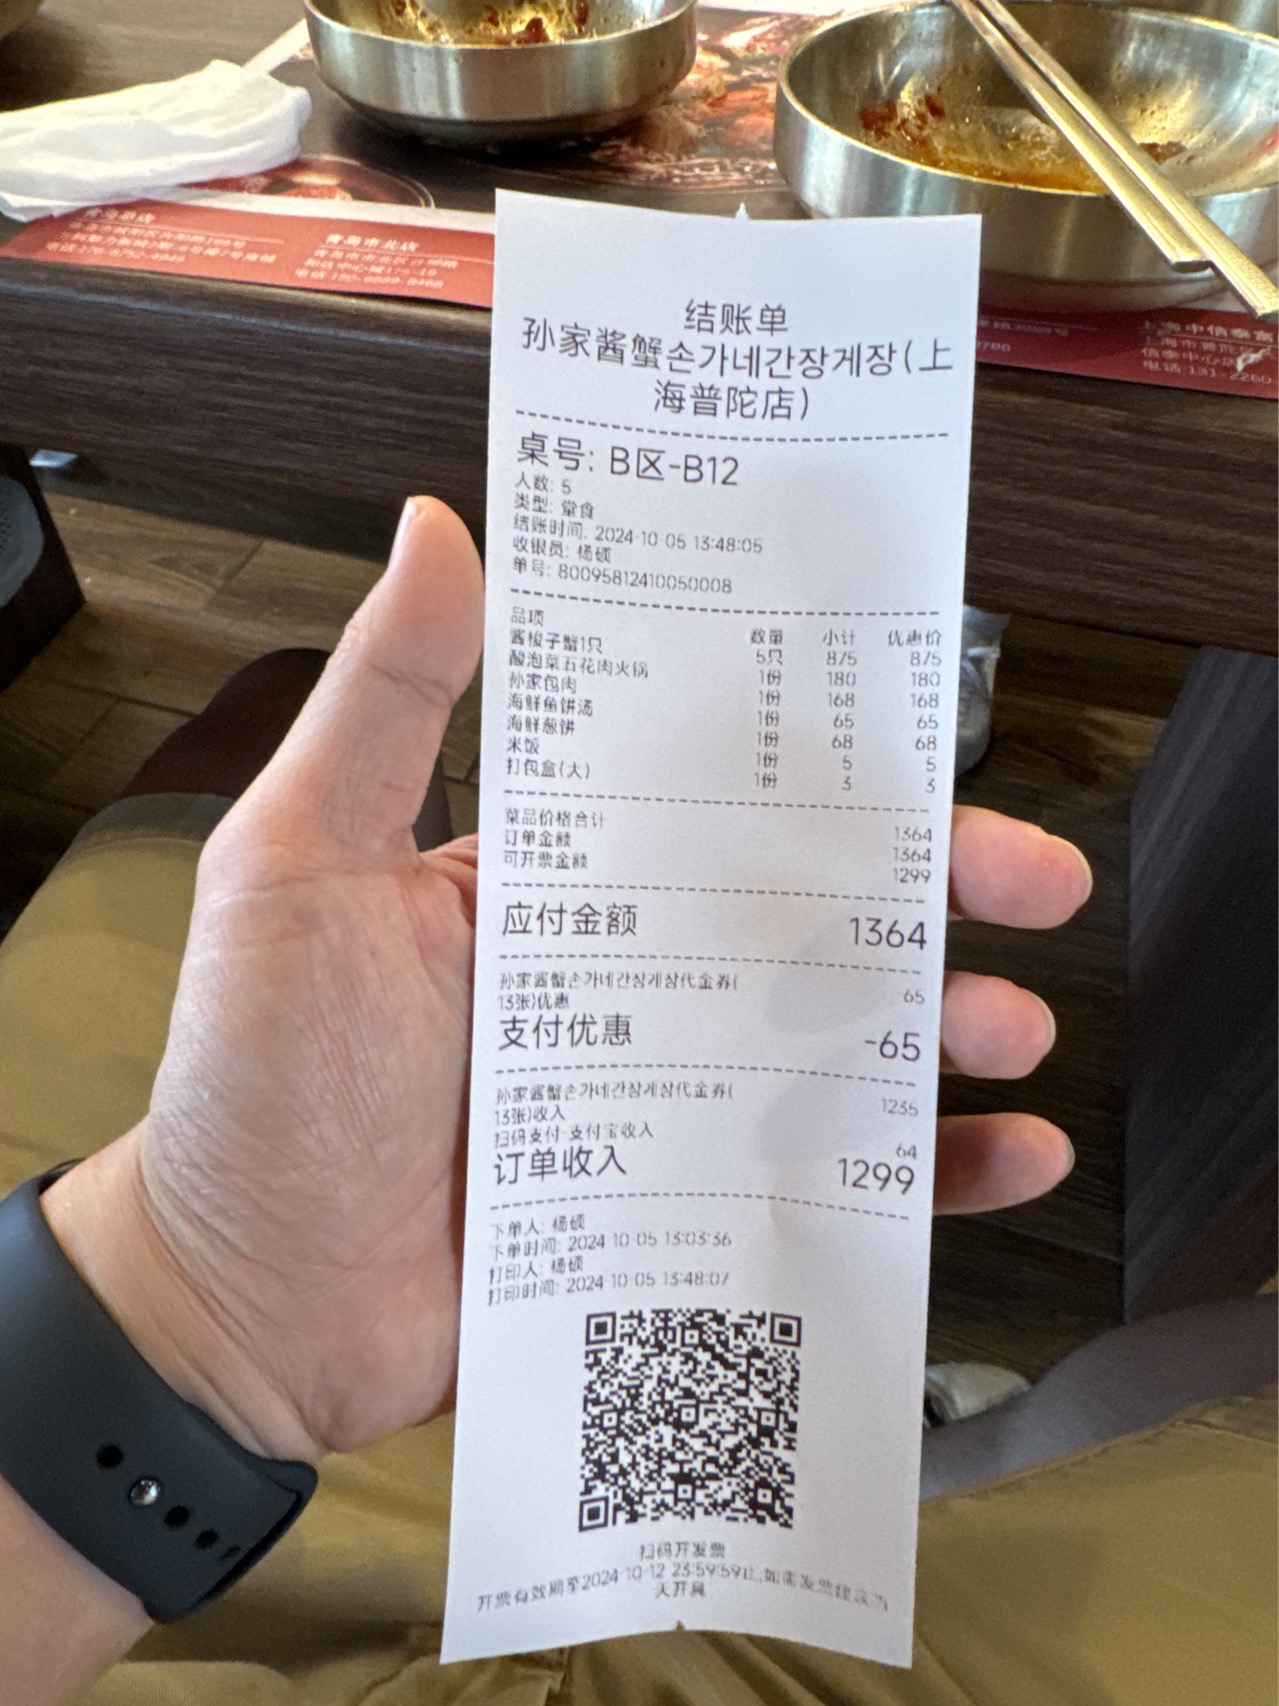 青岛市北店
结账单
孙家酱蟹손가네간장게장(上
海普陀店)
桌号: B区-B12
人数: 5
类型: 堂食
结账时间: 2024-10-05 13:48:05
收银员: 杨硕
单号: 80095812410050008
品项 数量 小计 优惠价
酱梭子蟹1只 5只 875 875
酸泡菜五花肉火锅 1份 180 180
孙家包肉 1份 168 168
海鲜鱼饼汤 1份 65 65
海鲜葱饼 1份 68 68
米饭 1份 5 5
打包盒(大) 1份 3 3
菜品价格合计 1364
订单金额 1364
可开票金额 1299
应付金额 1364
孙家酱蟹손가네간장게장代金券(
13张)优惠 -65
支付优惠 -65
孙家酱蟹손가네간장게장代金券(
13张)收入 1235
扫码支付-支付宝收入 64
订单收入 1299
下单人: 杨硕
下单时间: 2024-10-05 13:03:36
打印人: 杨硕
打印时间: 2024-10-05 13:48:07
扫码开发票
开票有效期至2024-10-12 23:59:59止,如需发票建议当
天开具